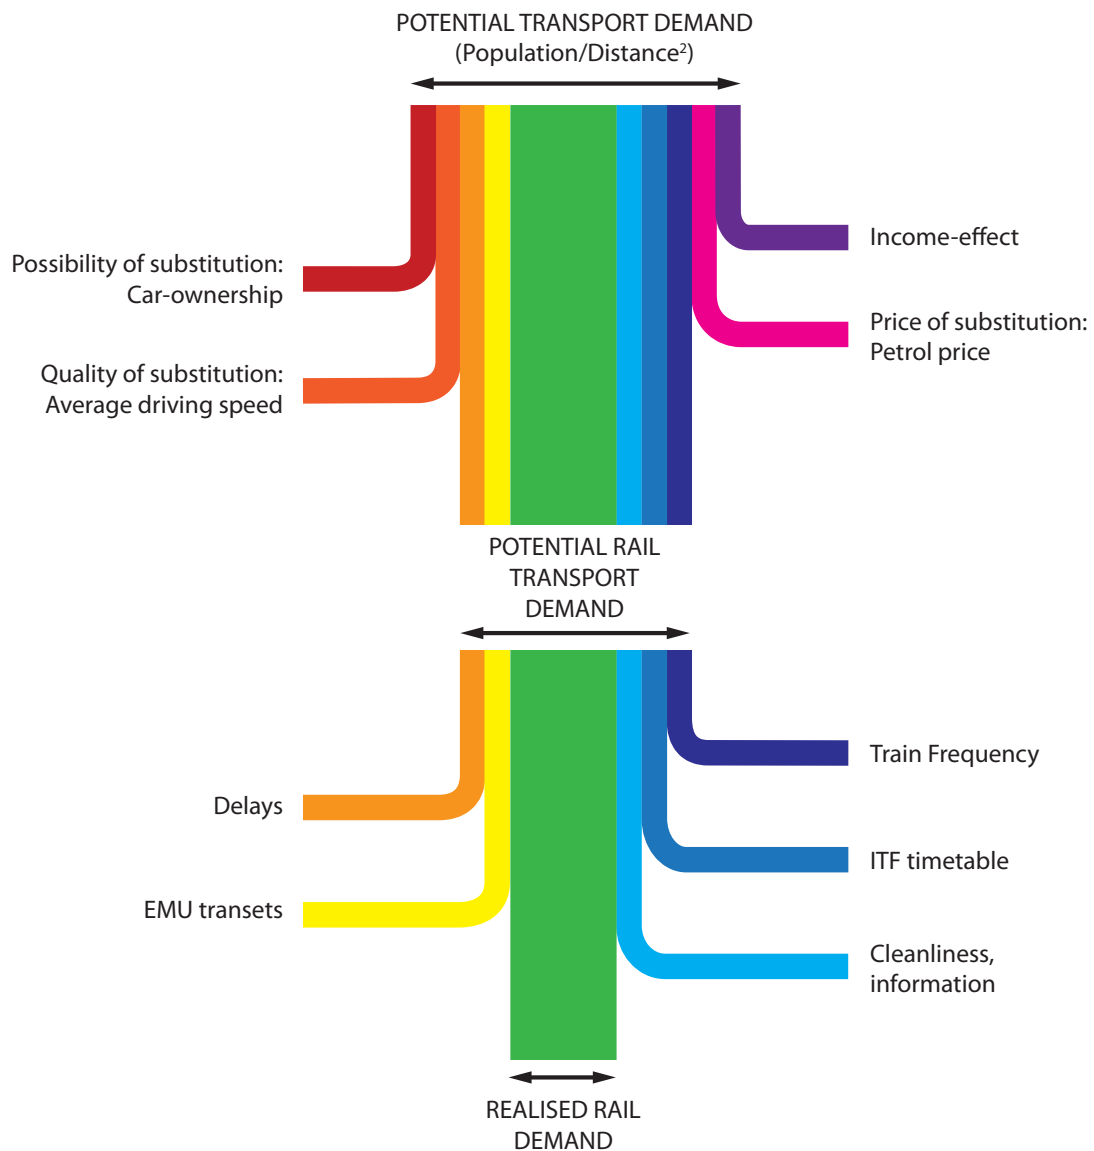 POTENTIAL TRANSPORT DEMAND
(Population/Distance²)
Income-effect
Possibility of substitution:
Car-ownership
Price of substitution:
Petrol price
Quality of substitution:
Average driving speed
POTENTIAL RAIL
TRANSPORT
DEMAND
Train Frequency
Delays
ITF timetable
EMU transets
Cleanliness,
information
REALISED RAIL
DEMAND